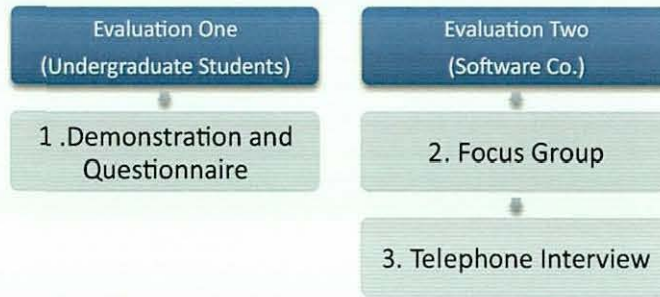 Evaluation One
(Undergraduate Students)
1 .Demonstration and
Questionnaire
Evaluation Two
(Software Co.)
2. Focus Group
3. Telephone Interview